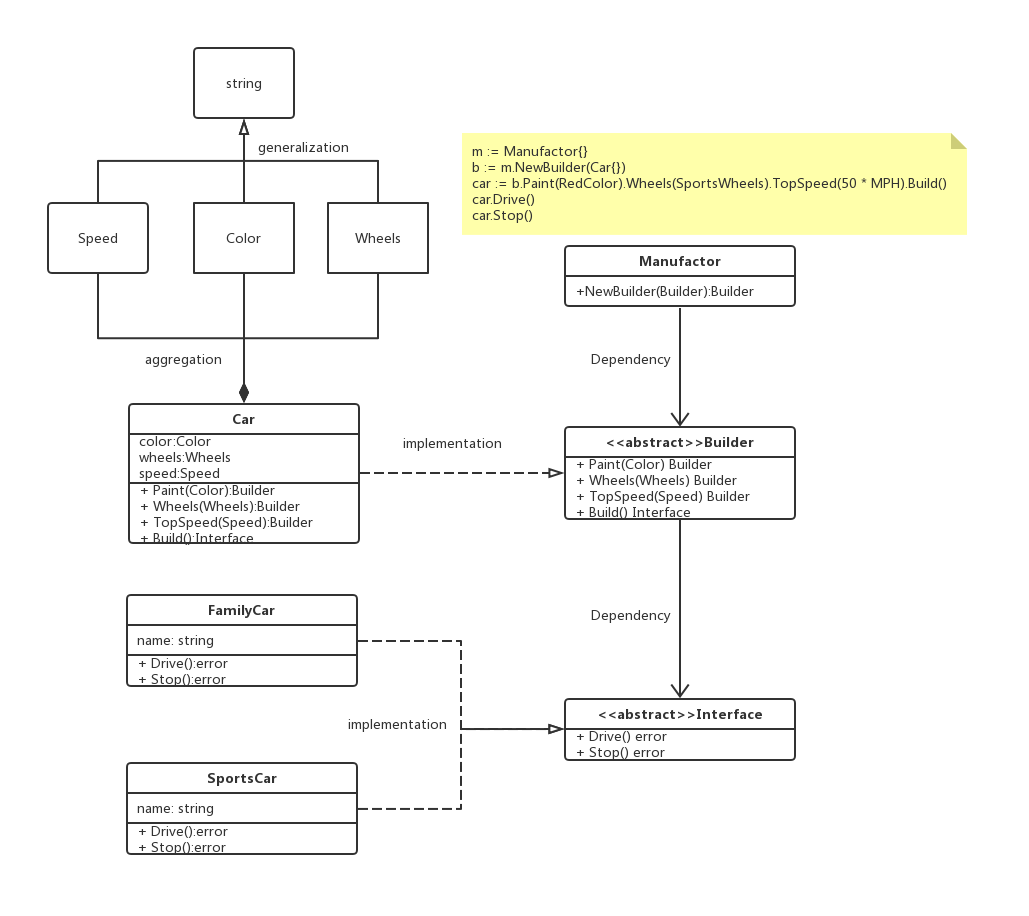 string
generalization
m := Manufactor{}
b := m.NewBuilder(Car{})
car := b.Paint(RedColor).Wheels(SportsWheels).TopSpeed(50 * MPH).Build()
car.Drive()
car.Stop()
Speed
Color
Wheels
Manufactor
+NewBuilder(Builder):Builder
aggregation
Dependency
Car
color:Color
wheels:Wheels
speed:Speed
+ Paint(Color):Builder
+ Wheels(Wheels):Builder
+ TopSpeed(Speed):Builder
+ Build():Interface
implementation
<<abstract>>Builder
+ Paint(Color) Builder
+ Wheels(Wheels) Builder
+ TopSpeed(Speed) Builder
+ Build() Interface
FamilyCar
name: string
+ Drive():error
+ Stop():error
Dependency
implementation
<<abstract>>Interface
+ Drive() error
+ Stop() error
SportsCar
name: string
+ Drive():error
+ Stop():error